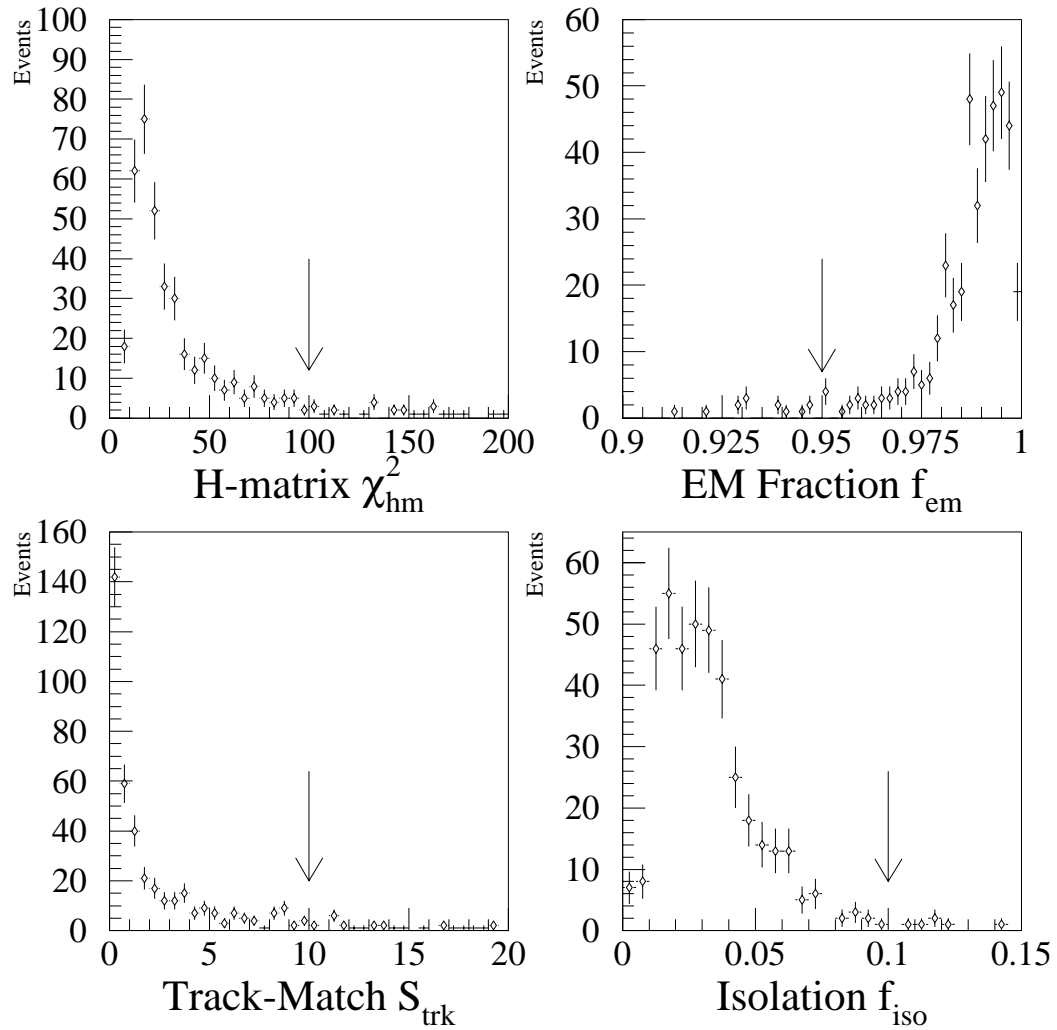 Events
100
90
80
70
60
50
40
30
20
10
0
0 50 100 150 200
H-matrix χ²hm
Events
60
50
40
30
20
10
0
0.9 0.925 0.95 0.975 1
EM Fraction fem
Events
160
140
120
100
80
60
40
20
0
0 5 10 15 20
Track-Match Strk
Events
60
50
40
30
20
10
0
0 0.05 0.1 0.15
Isolation fiso